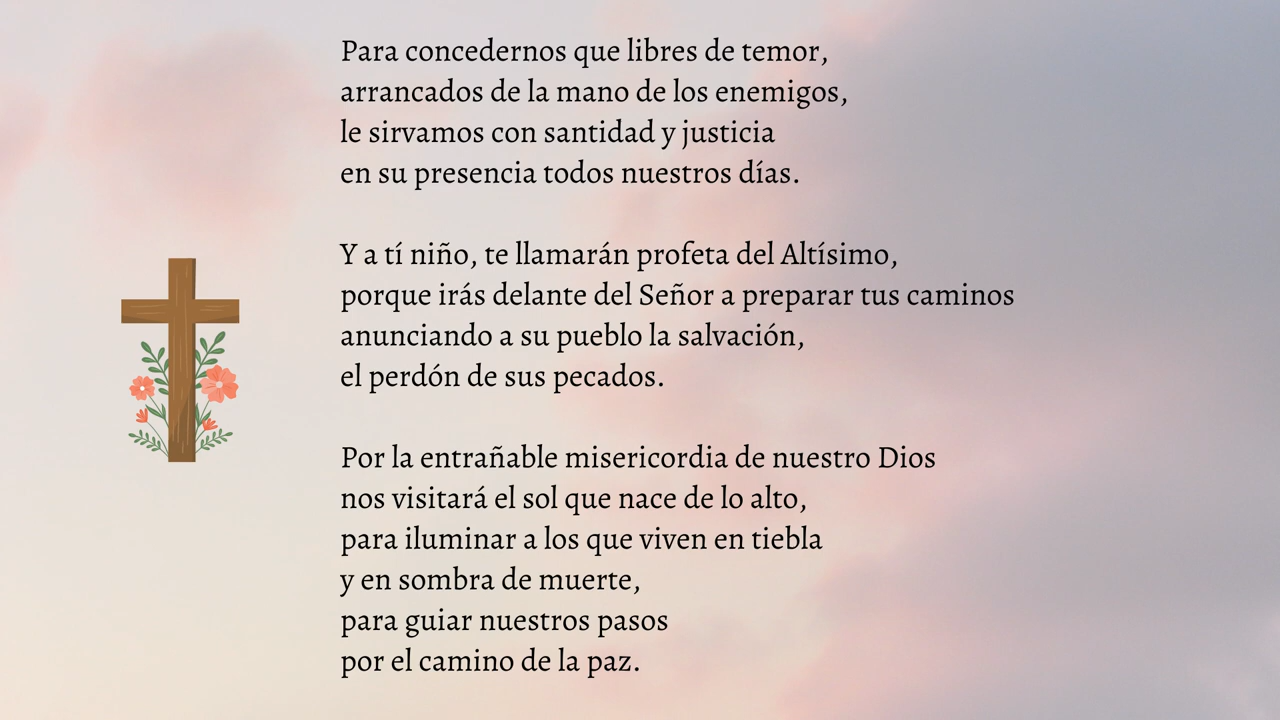 Para concedernos que libres de temor,
arrancados de la mano de los enemigos,
le sirvamos con santidad y justicia
en su presencia todos nuestros días.
Y a tí niño, te llamarán profeta del Altísimo,
porque irás delante del Señor a preparar tus caminos
anunciando a su pueblo la salvación,
el perdón de sus pecados.
Por la entrañable misericordia de nuestro Dios
nos visitará el sol que nace de lo alto,
para iluminar a los que viven en tiebla
y en sombra de muerte,
para guiar nuestros pasos
por el camino de la paz.